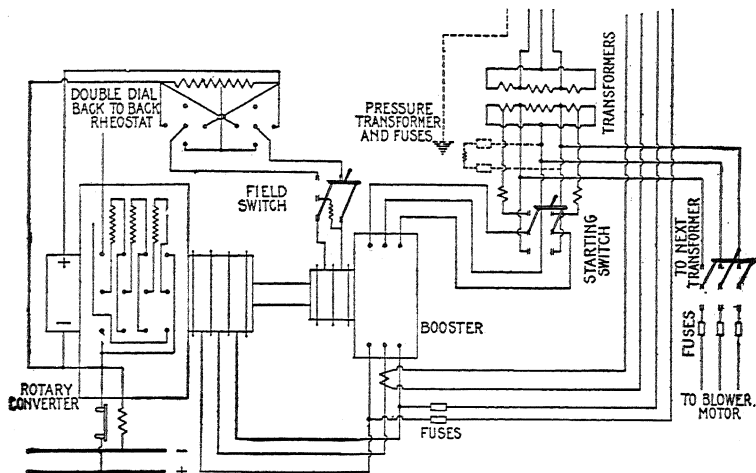 DOUBLE DIAL
BACK TO BACK
RHEOSTAT
PRESSURE
TRANSFORMER
AND FUSES
TRANSFORMERS
FIELD
SWITCH
STARTING
SWITCH
TO NEXT
TRANSFORMER
+
−
BOOSTER
FUSES
ROTARY
CONVERTER
TO BLOWER
MOTOR
FUSES
−
+